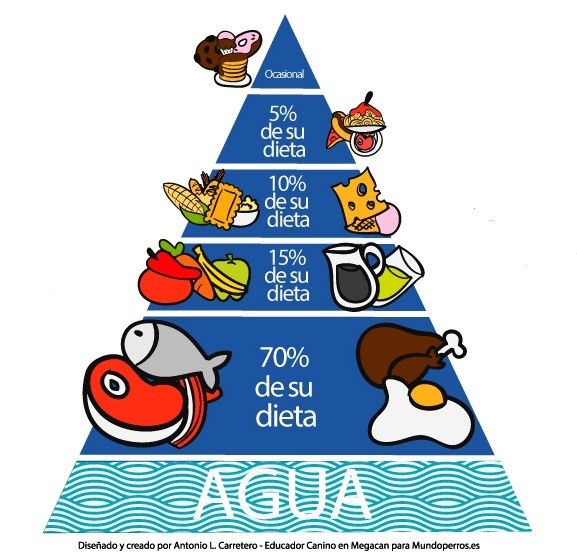 Ocasional
5%
de su
dieta
10%
de su
dieta
15%
de su
dieta
70%
de su
dieta
AGUA
Diseñado y creado por Antonio L. Carretero - Educador Canino en Megacan para Mundoperros.es